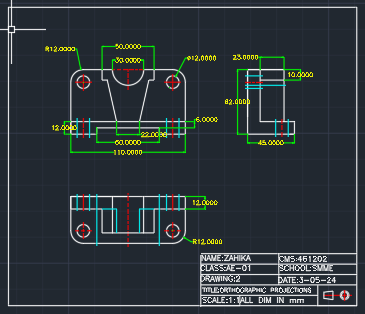 50.0000
R12.0000
30.0000
ø12.0000
23.0000
10.0000
62.0000
6.0000
12.0000
22.0000
60.0000
110.0000
45.0000
12.0000
R12.0000
NAME:ZAHIKA CMS:461202
CLASS:AE-01 SCHOOL:SMME
DRAWING:2 DATE:3-05-24
TITLE:ORTHOGRAPHIC PROJECTIONS
SCALE:1:1 ALL DIM IN mm